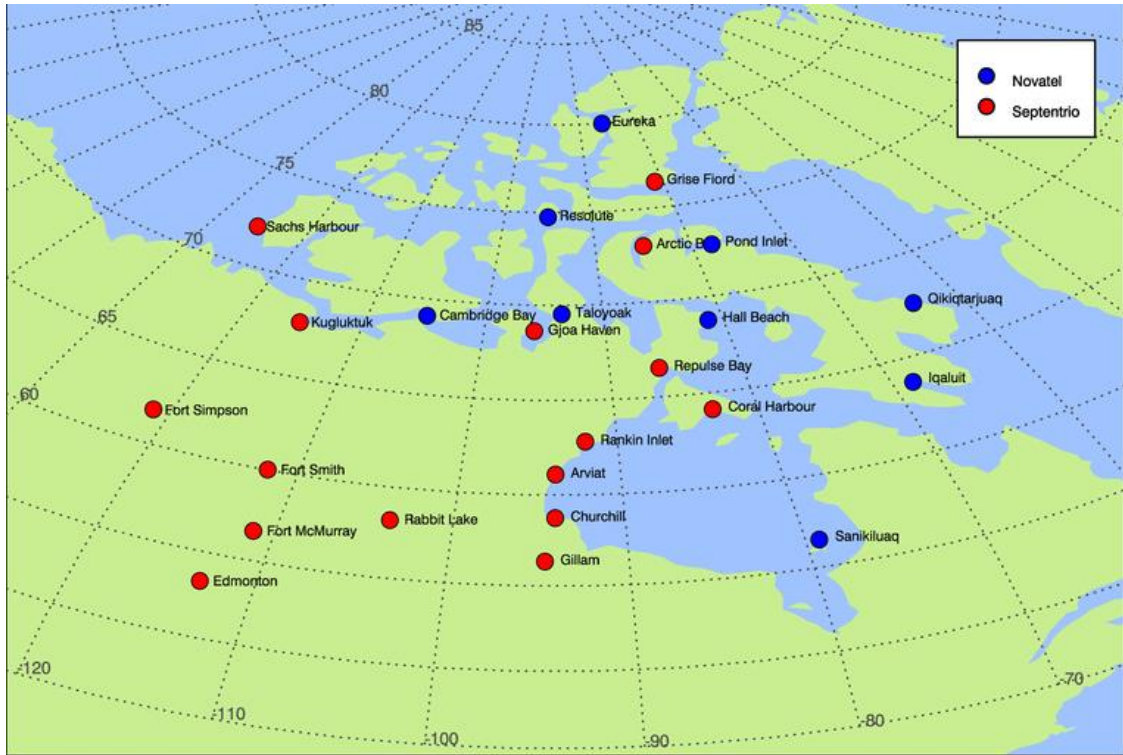 85
Novatel
Septentrio
80
Eureka
75
Grise Fiord
Resolute
Sachs Harbour
70
Arctic B
Pond Inlet
Qikiqtarjuaq
65
Kugluktuk
Cambridge Bay
Taloyoak
Hall Beach
Gjoa Haven
Repulse Bay
Iqaluit
60
Fort Simpson
Coral Harbour
Rankin Inlet
Fort Smith
Arviat
Fort McMurray
Rabbit Lake
Churchill
Sanikiluaq
Gillam
Edmonton
-120
-110
-100
-90
-80
-70